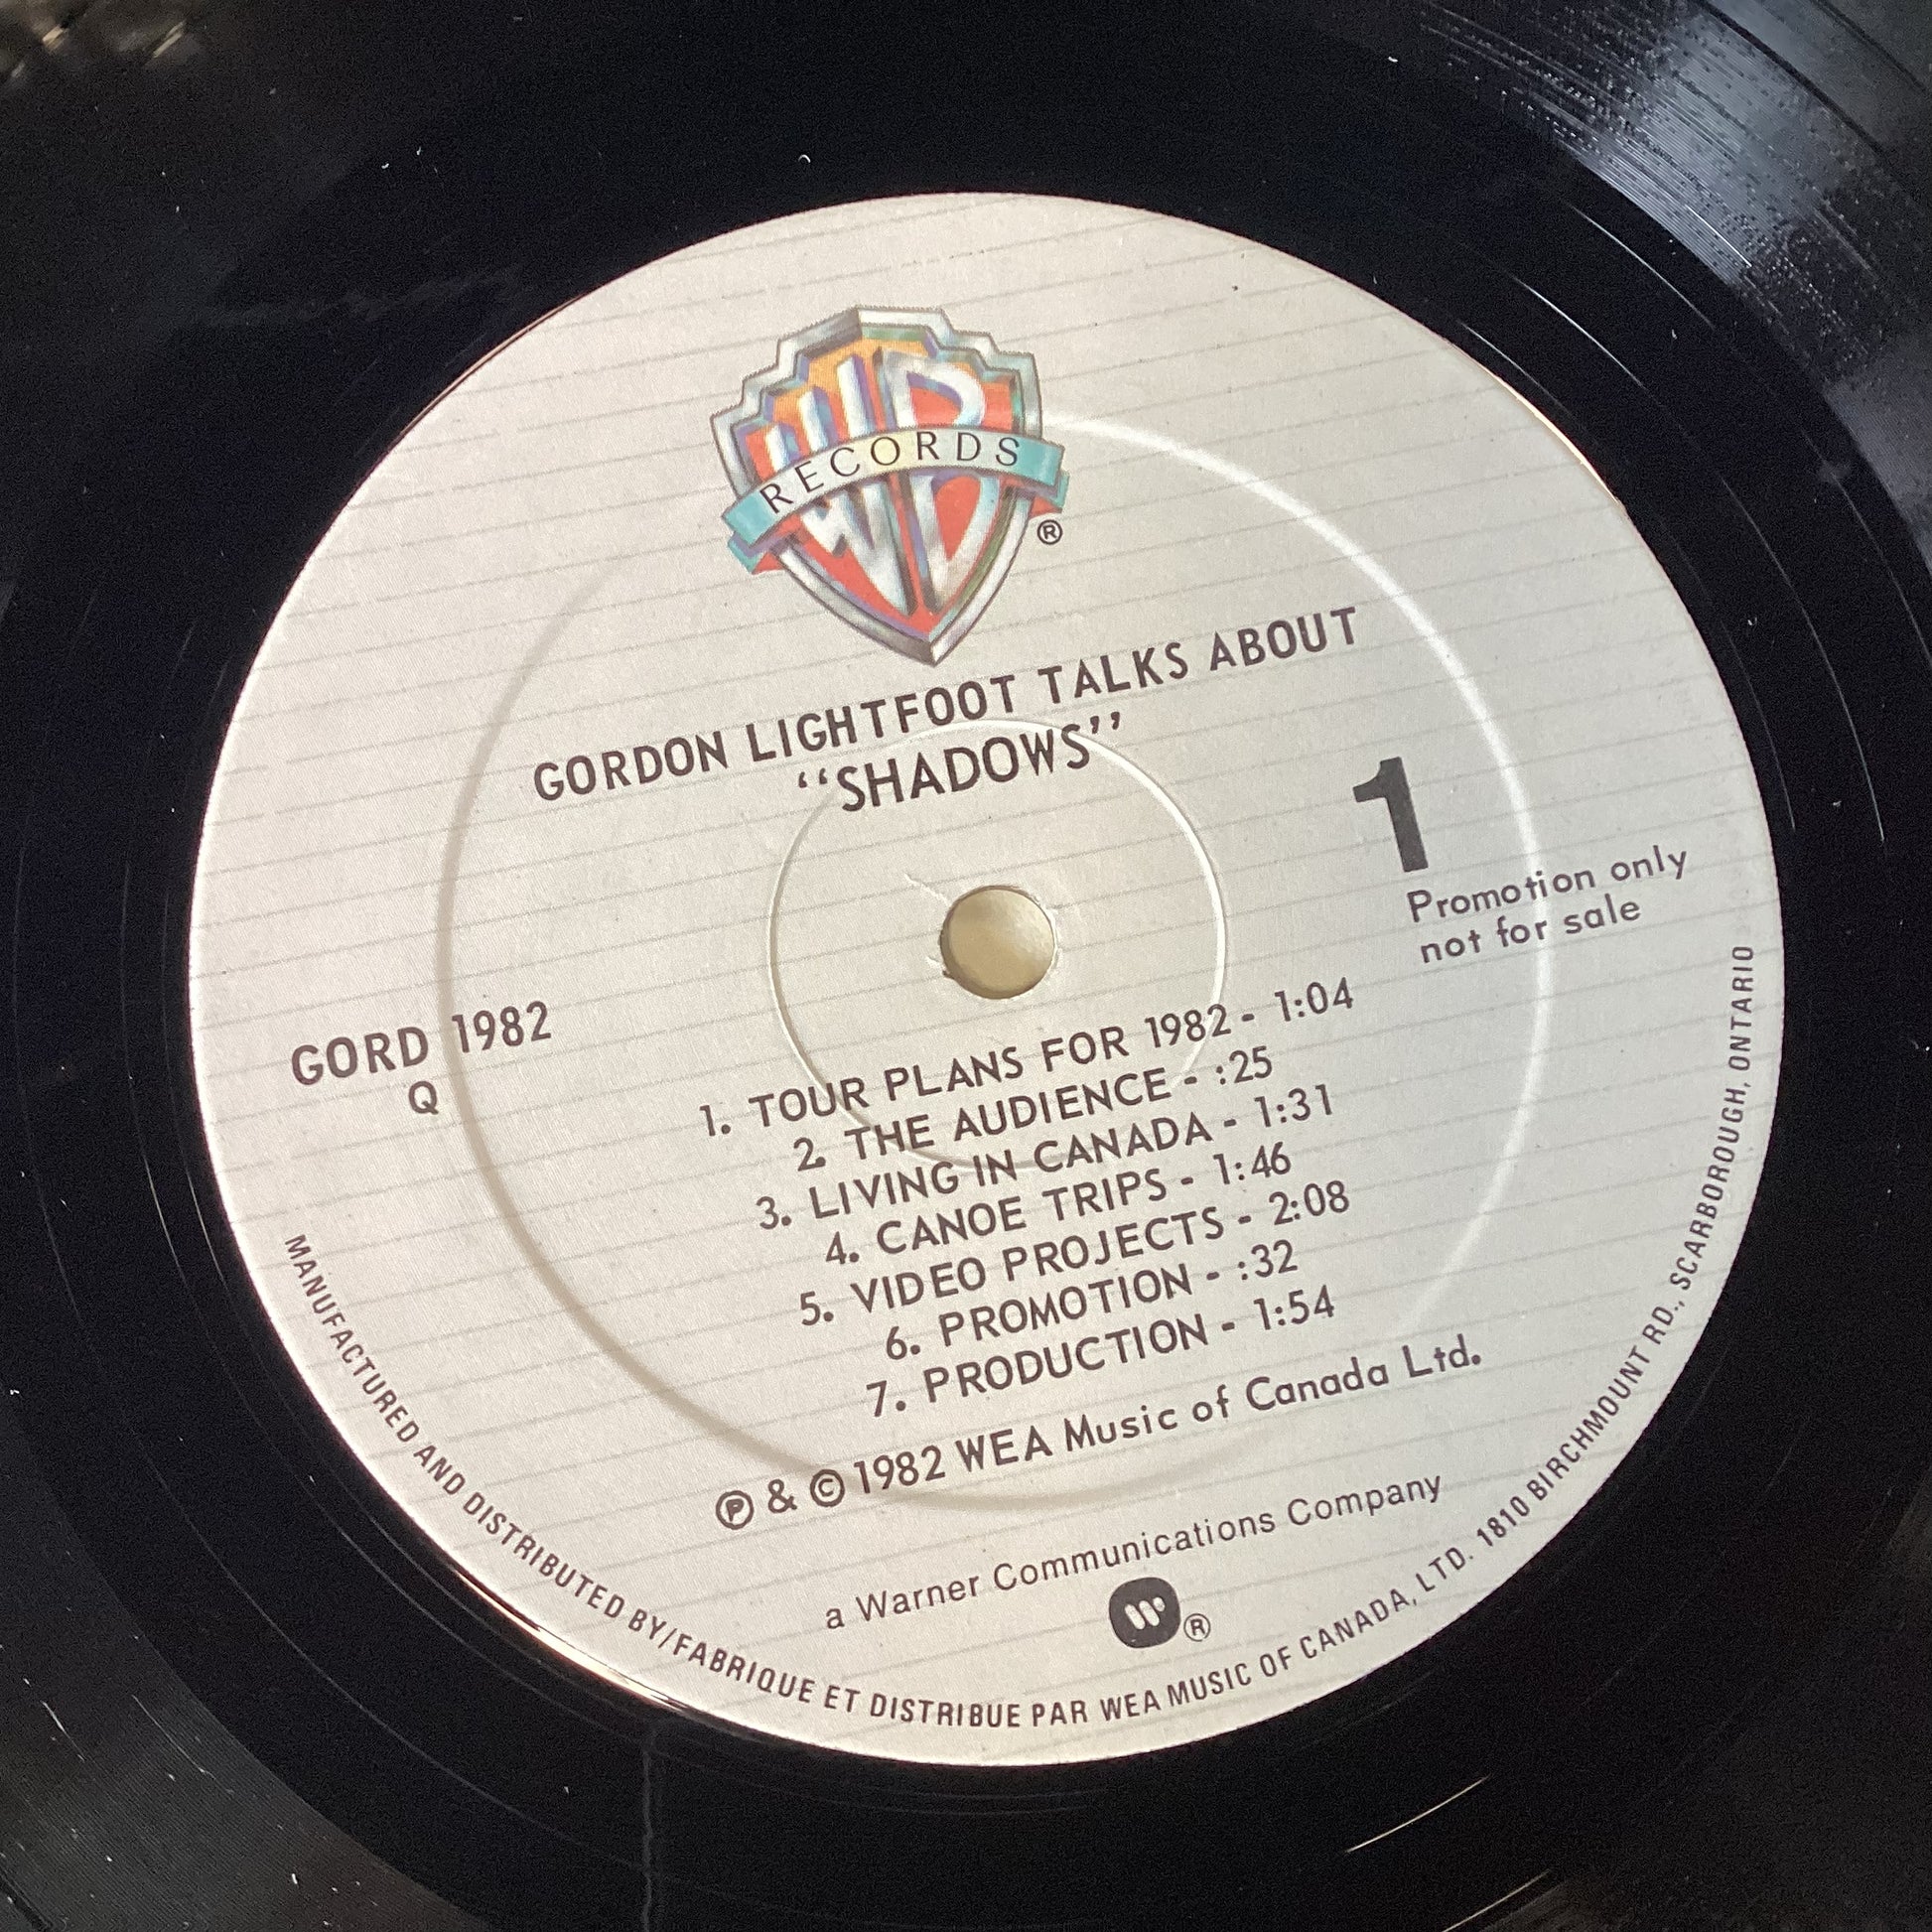 WB
RECORDS
®
GORDON LIGHTFOOT TALKS ABOUT
“SHADOWS”
1
Promotion only
not for sale
GORD 1982
Q
1. TOUR PLANS FOR 1982 - 1:04
2. THE AUDIENCE - :25
3. LIVING IN CANADA - 1:31
4. CANOE TRIPS - 1:46
5. VIDEO PROJECTS - 2:08
6. PROMOTION - :32
7. PRODUCTION - 1:54
℗ & © 1982 WEA Music of Canada Ltd.
a Warner Communications Company
W ®
MANUFACTURED AND DISTRIBUTED BY/FABRIQUE ET DISTRIBUE PAR WEA MUSIC OF CANADA, LTD. 1810 BIRCHMOUNT RD., SCARBOROUGH, ONTARIO